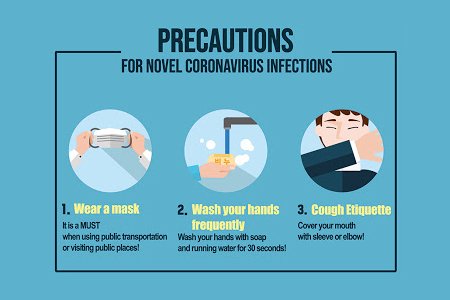 PRECAUTIONS
FOR NOVEL CORONAVIRUS INFECTIONS
비누
1. Wear a mask
It is a MUST
when using public transportation
or visiting public places!
2. Wash your hands
frequently
Wash your hands with soap
and running water for 30 seconds!
3. Cough Etiquette
Cover your mouth
with sleeve or elbow!